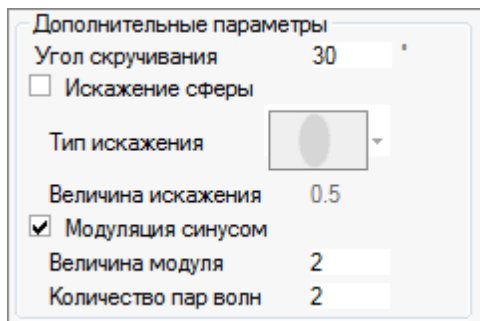 Дополнительные параметры
Угол скручивания 30 °
Искажение сферы
Тип искажения
Величина искажения 0.5
Модуляция синусом
Величина модуля 2
Количество пар волн 2